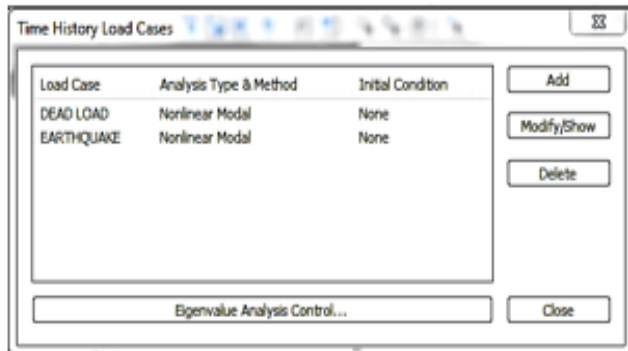 Time History Load Cases
Load Case Analysis Type & Method Initial Condition
DEAD LOAD Nonlinear Modal None
EARTHQUAKE Nonlinear Modal None
Add
Modify/Show
Delete
Eigenvalue Analysis Control...
Close